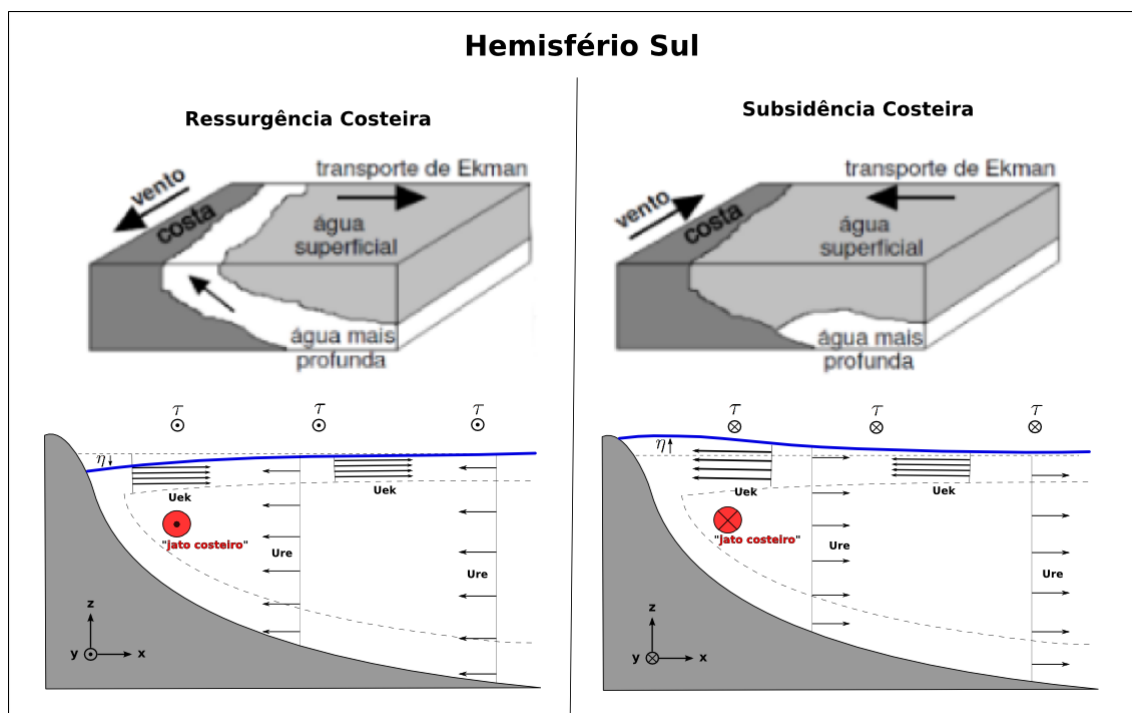 Hemisfério Sul
Ressurgência Costeira
transporte de Ekman
vento
costa
água
superficial
água mais
profunda
τ τ τ
η
Uek
Uek
"jato costeiro"
Ure
Ure
z
y x
Subsidência Costeira
transporte de Ekman
vento
costa
água
superficial
água mais
profunda
τ τ τ
η
Uek
Uek
"jato costeiro"
Ure
Ure
z
y x